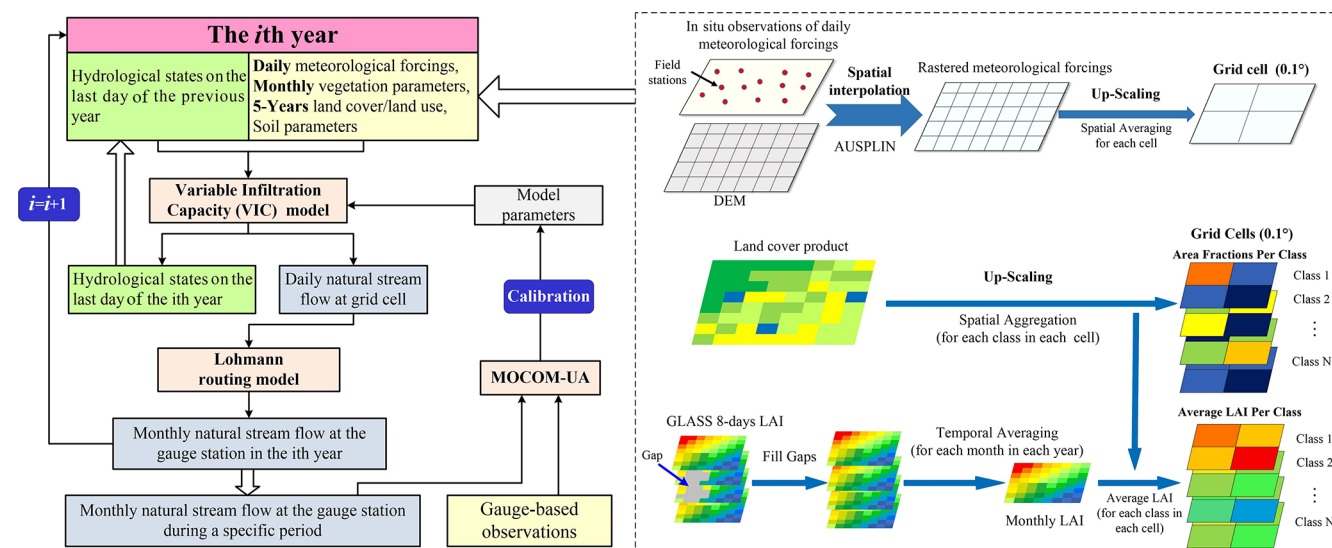 The ith year
Hydrological states on the
last day of the previous
year
Daily meteorological forcings,
Monthly vegetation parameters,
5-Years land cover/land use,
Soil parameters
i=i+1
Variable Infiltration
Capacity (VIC) model
Model
parameters
Hydrological states on the
last day of the ith year
Daily natural stream
flow at grid cell
Calibration
Lohmann
routing model
MOCOM-UA
Monthly natural stream flow at the
gauge station in the ith year
Monthly natural stream flow at the gauge station
during a specific period
Gauge-based
observations
In situ observations of daily
meteorological forcings
Field
stations
DEM
Spatial
interpolation
AUSPLIN
Rastered meteorological forcings
Up-Scaling
Spatial Averaging
for each cell
Grid cell (0.1°)
Land cover product
Up-Scaling
Spatial Aggregation
(for each class in each cell)
Grid Cells (0.1°)
Area Fractions Per Class
Class 1
Class 2
⋮
Class N
GLASS 8-days LAI
Gap
Fill Gaps
Temporal Averaging
(for each month in each year)
Monthly LAI
Average LAI
(for each class in
each cell)
Average LAI Per Class
Class 1
Class 2
⋮
Class N